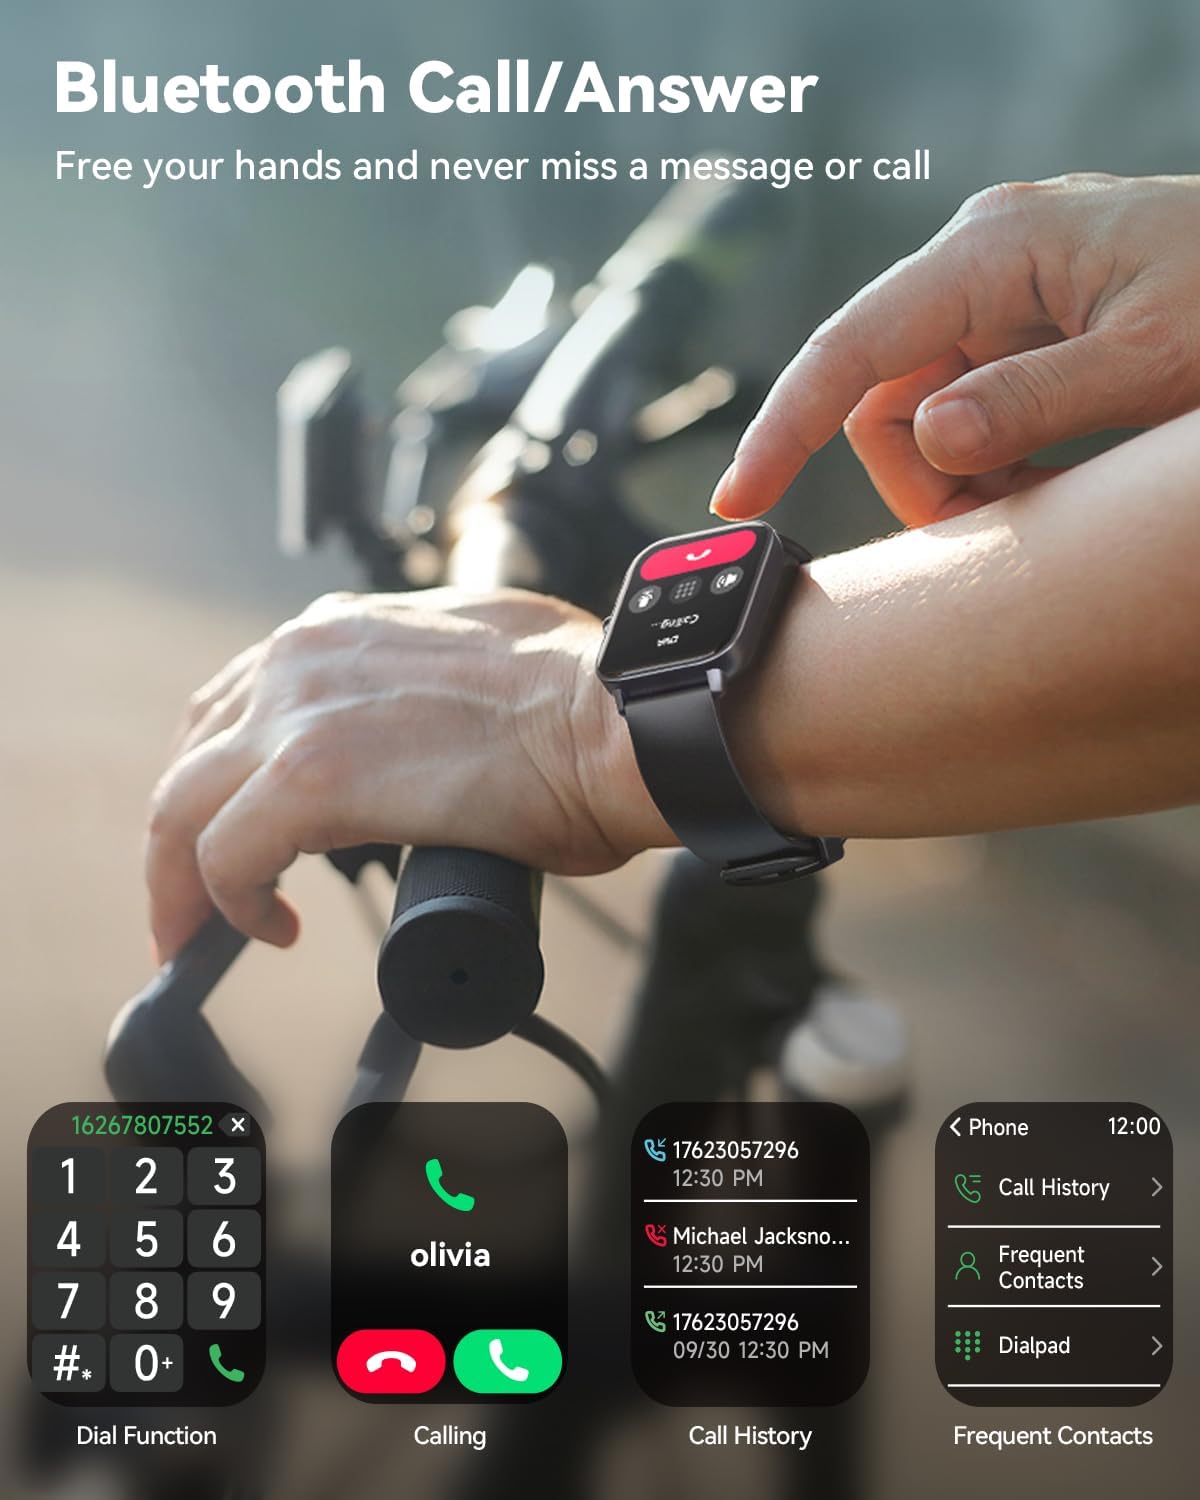 Bluetooth Call/Answer
Free your hands and never miss a message or call
Calling...
16267807552
1 2 3
4 5 6
7 8 9
#* 0+
Dial Function
olivia
Calling
17623057296
12:30 PM
Michael Jacksno...
12:30 PM
17623057296
09/30 12:30 PM
Call History
Phone 12:00
Call History
Frequent
Contacts
Dialpad
Frequent Contacts